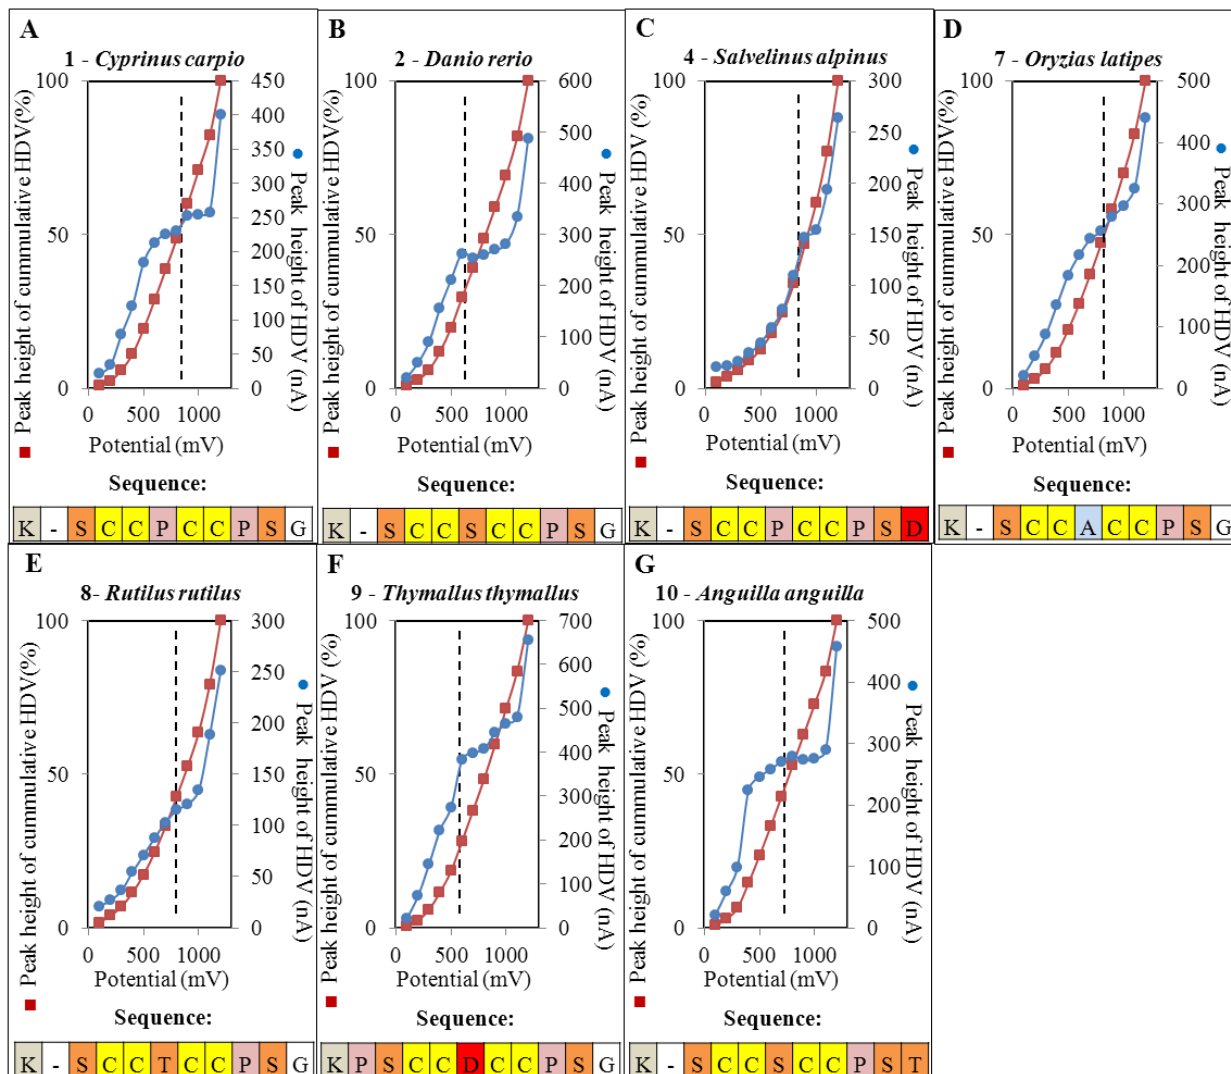 A
1 - Cyprinus carpio
Peak height of cummulative HDV(%)
100
50
0
450
400
350
300
250
200
150
100
50
0
Peak height of HDV (nA)
0 500 1000
Potential (mV)
Sequence:
K - S C C P C C P S G
B
2 - Danio rerio
Peak height of cummulative HDV(%)
100
50
0
600
500
400
300
200
100
0
Peak height of HDV (nA)
0 500 1000
Potential (mV)
Sequence:
K - S C C S C C P S G
C
4 - Salvelinus alpinus
Peak height of cummulative HDV (%)
100
50
0
300
250
200
150
100
50
0
Peak height of HDV (nA)
0 500 1000
Potential (mV)
Sequence:
K - S C C P C C P S D
D
7 - Oryzias latipes
Peak height of cummulative HDV(%)
100
50
0
500
400
300
200
100
0
Peak height of HDV (nA)
0 500 1000
Potential (mV)
Sequence:
K - S C C A C C P S G
E
8- Rutilus rutilus
Peak height of cummulative HDV(%)
100
50
0
300
250
200
150
100
50
0
Peak height of HDV (nA)
0 500 1000
Potential (mV)
Sequence:
K - S C C T C C P S G
F
9 - Thymallus thymallus
Peak height of cummulative HDV (%)
100
50
0
700
600
500
400
300
200
100
0
Peak height of HDV (nA)
0 500 1000
Potential (mV)
Sequence:
K P S C C D C C P S G
G
10 - Anguilla anguilla
Peak height of cummulative HDV (%)
100
50
0
500
400
300
200
100
0
Peak height of HDV (nA)
0 500 1000
Potential (mV)
Sequence:
K - S C C S C C P S T